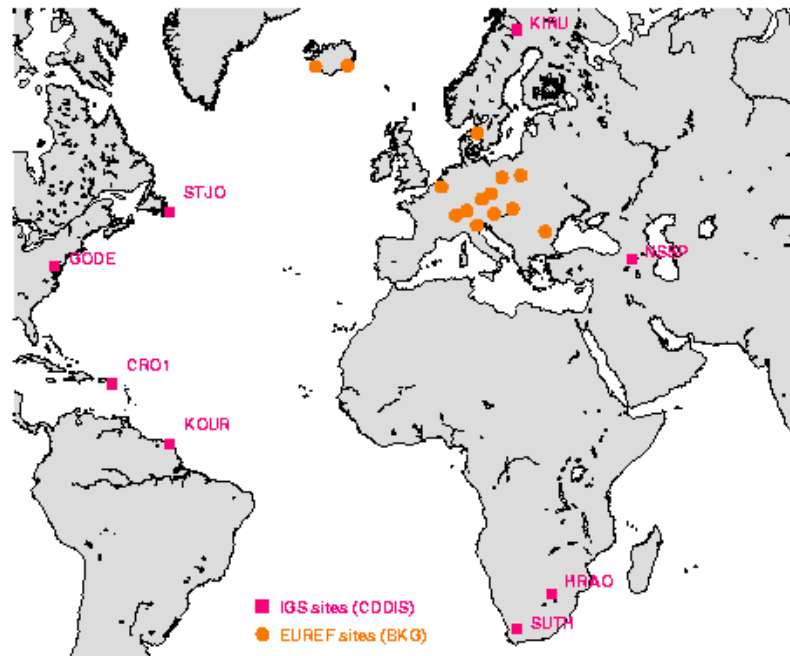 KIRU
STJO
GODE
NSSP
CRO1
KOUR
HRAO
IGS sites (CDDIS)
SUTH
EUREF sites (BKG)